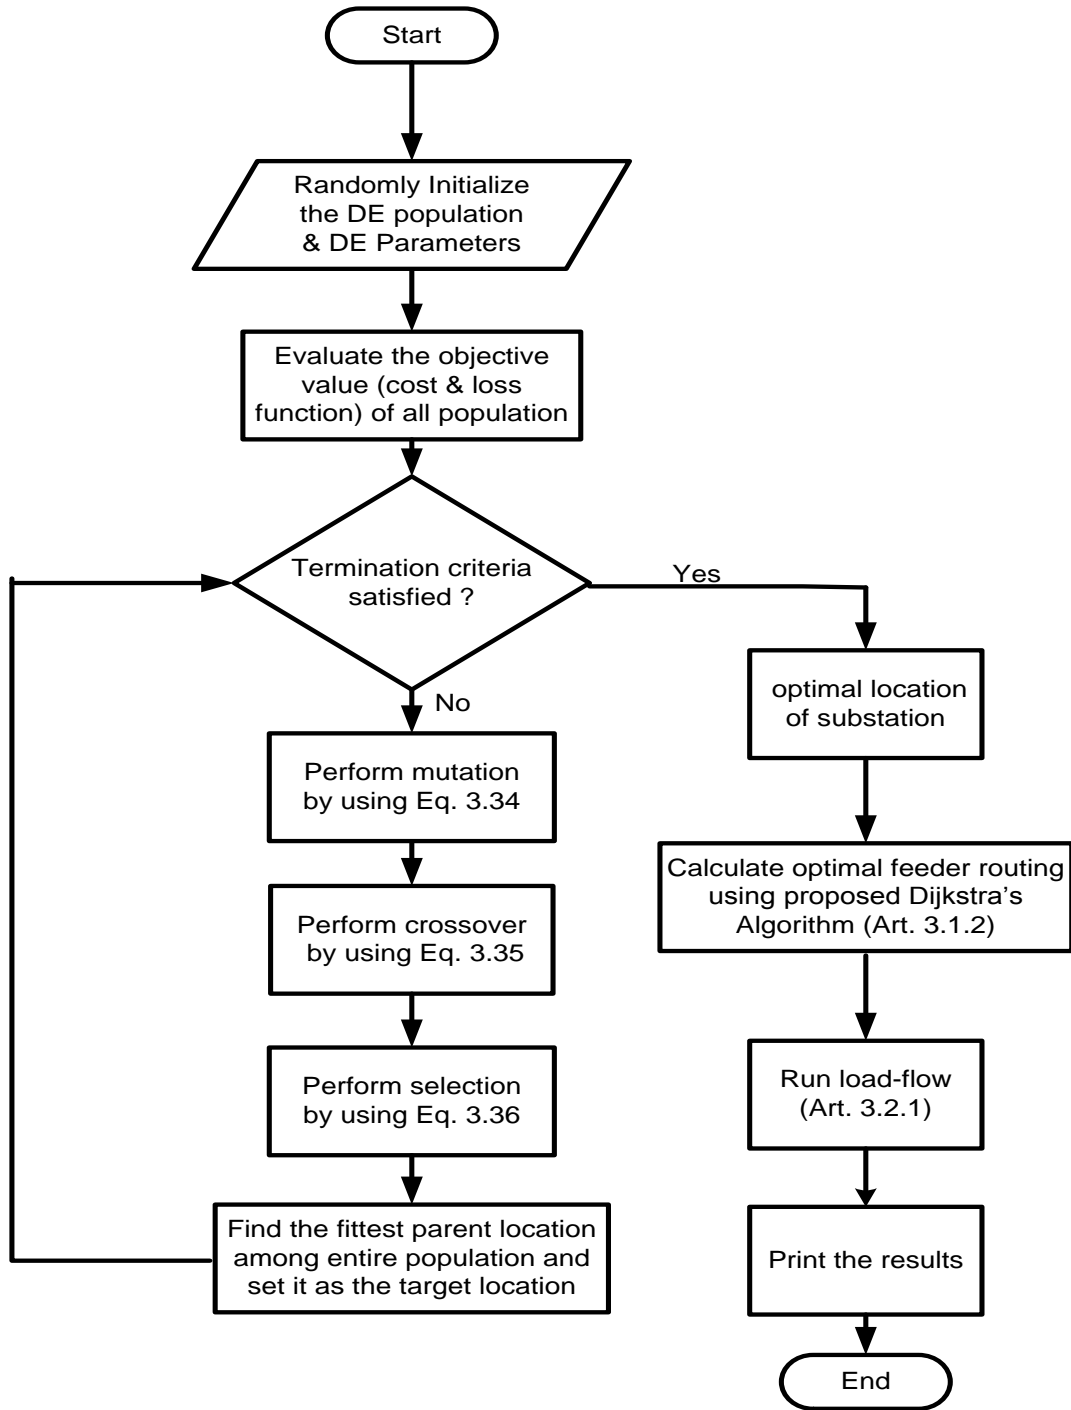 Start
Randomly Initialize
the DE population
& DE Parameters
Evaluate the objective
value (cost & loss
function) of all population
Termination criteria
satisfied ?
Yes
No
Perform mutation
by using Eq. 3.34
Perform crossover
by using Eq. 3.35
Perform selection
by using Eq. 3.36
Find the fittest parent location
among entire population and
set it as the target location
optimal location
of substation
Calculate optimal feeder routing
using proposed Dijkstra's
Algorithm (Art. 3.1.2)
Run load-flow
(Art. 3.2.1)
Print the results
End